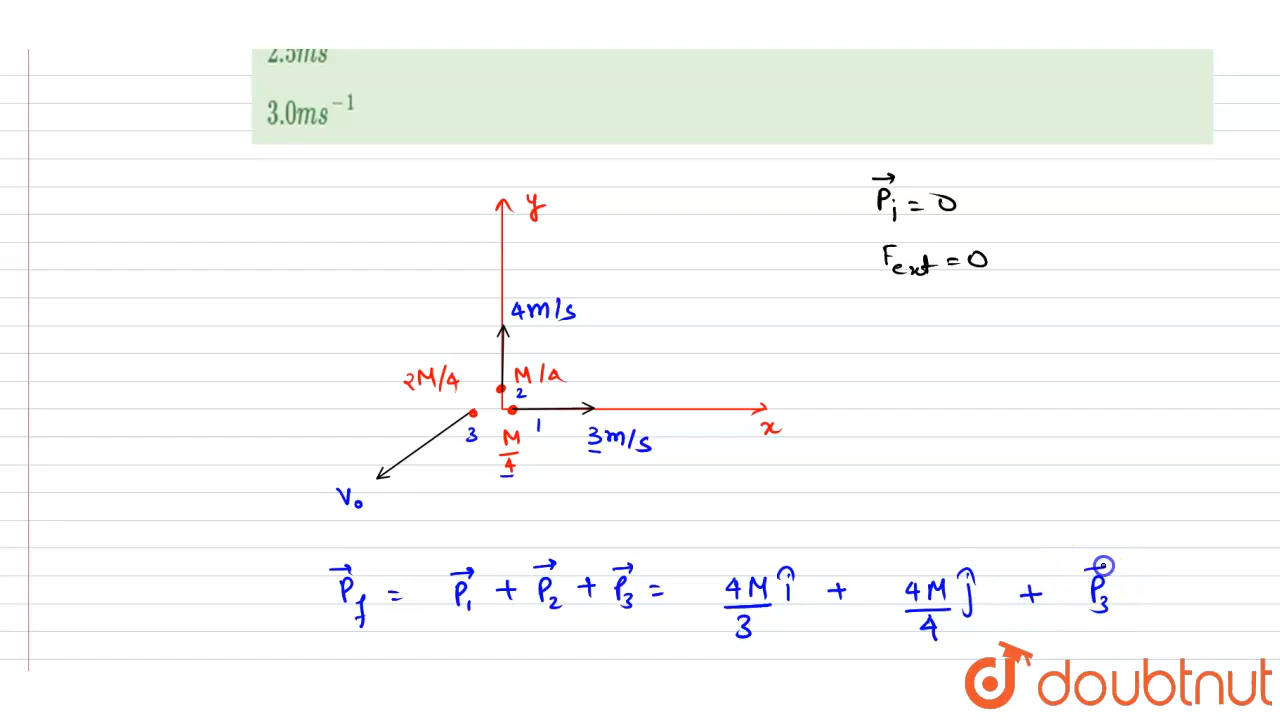 2.5ms
3.0ms⁻¹
P⃗ᵢ = 0
F_ext = 0
y
4m/s
2M/4
M/4
2
3
1
M/4
3m/s
x
V₀
P⃗_f = P⃗₁ + P⃗₂ + P⃗₃ = 4M/3 î + 4M/4 ĵ + P⃗₃
doubtnut